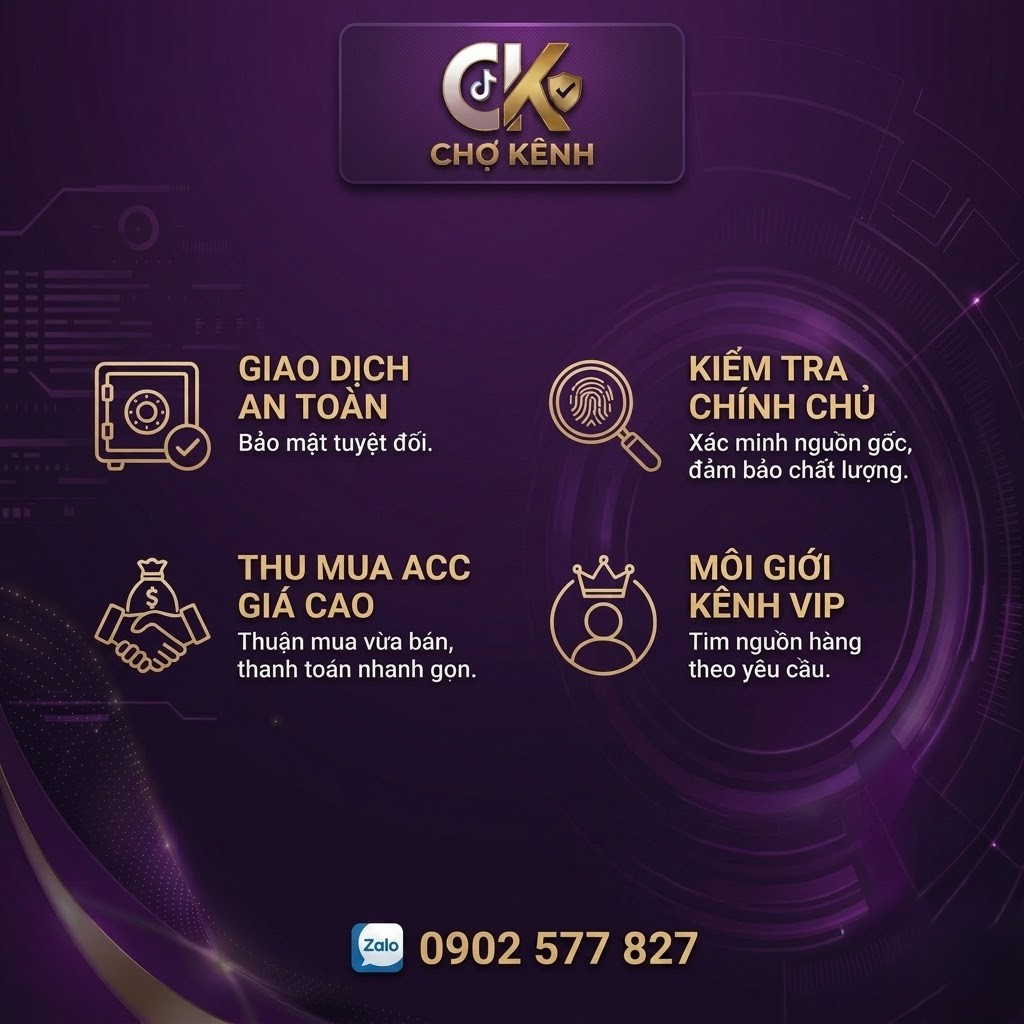 CK
CHỢ KÊNH
GIAO DỊCH
AN TOÀN
Bảo mật tuyệt đối.
KIỂM TRA
CHÍNH CHỦ
Xác minh nguồn gốc,
đảm bảo chất lượng.
$
THU MUA ACC
GIÁ CAO
Thuận mua vừa bán,
thanh toán nhanh gọn.
MÔI GIỚI
KÊNH VIP
Tim nguồn hàng
theo yêu cầu.
Zalo 0902 577 827